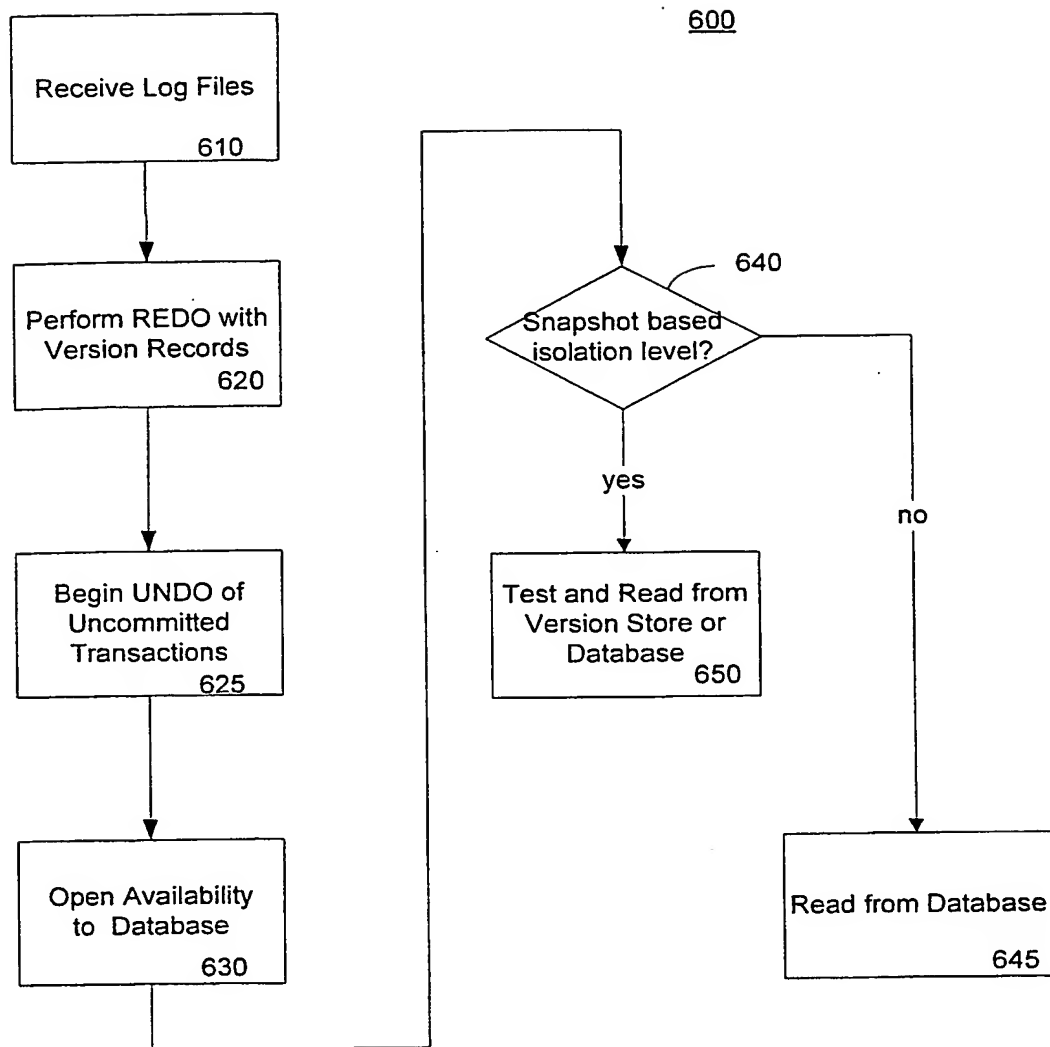 600
Receive Log Files
610
Perform REDO with
Version Records
620
Begin UNDO of
Uncommitted
Transactions
625
Open Availability
to Database
630
640
Snapshot based
isolation level?
yes
no
Test and Read from
Version Store or
Database
650
Read from Database
645